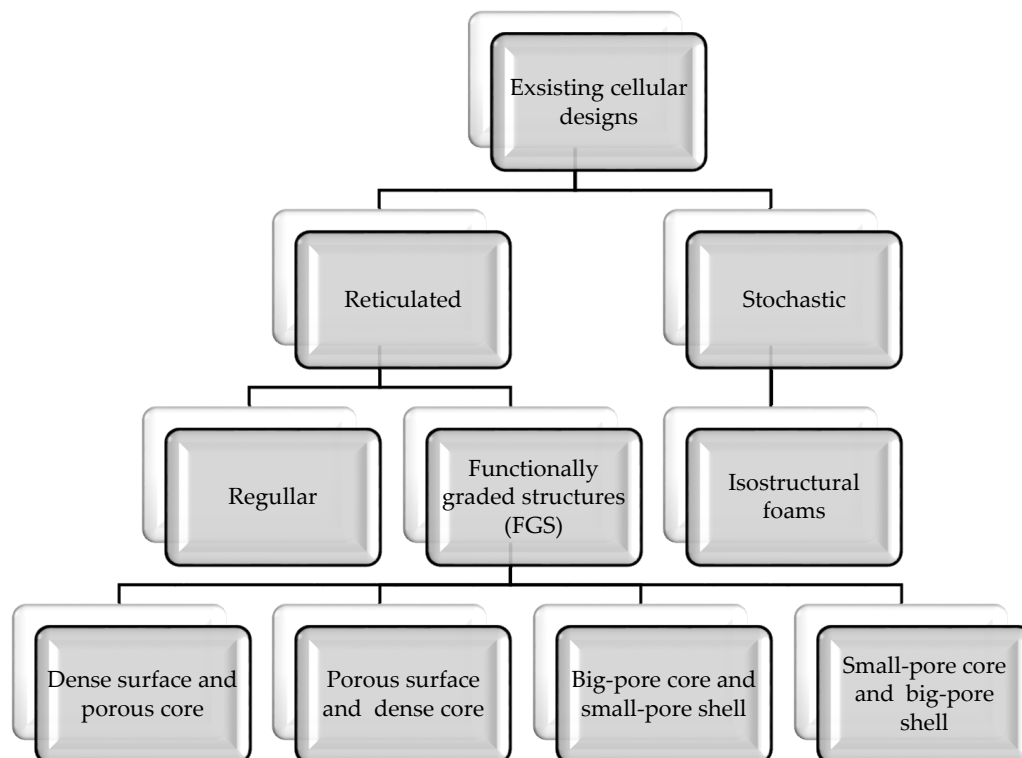 Exsisting cellular
designs
Reticulated
Stochastic
Regullar
Functionally
graded structures
(FGS)
Isostructural
foams
Dense surface and
porous core
Porous surface
and dense core
Big-pore core and
small-pore shell
Small-pore core
and big-pore
shell